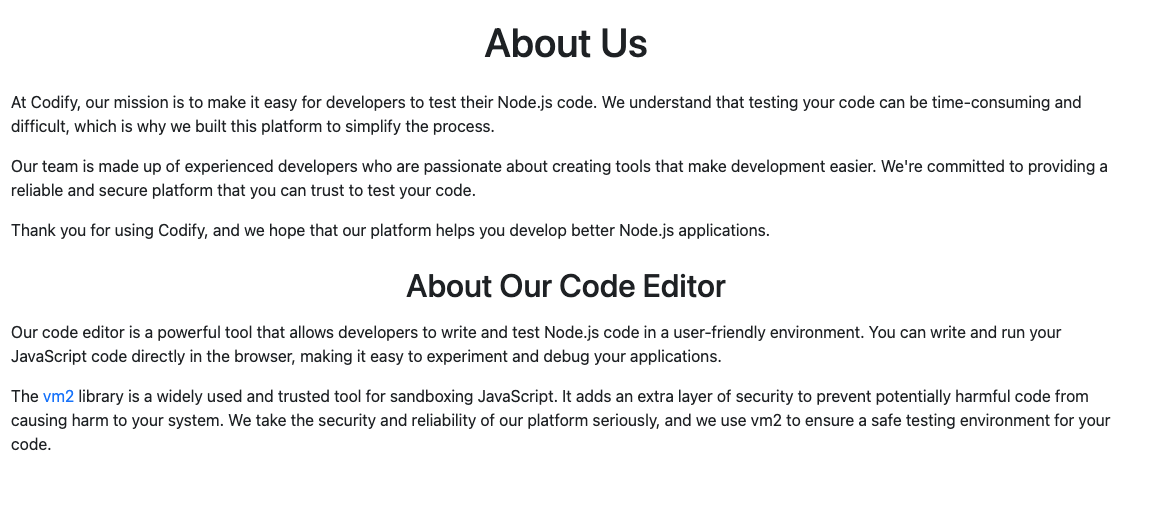 About Us
At Codify, our mission is to make it easy for developers to test their Node.js code. We understand that testing your code can be time-consuming and
difficult, which is why we built this platform to simplify the process.
Our team is made up of experienced developers who are passionate about creating tools that make development easier. We're committed to providing a
reliable and secure platform that you can trust to test your code.
Thank you for using Codify, and we hope that our platform helps you develop better Node.js applications.
About Our Code Editor
Our code editor is a powerful tool that allows developers to write and test Node.js code in a user-friendly environment. You can write and run your
JavaScript code directly in the browser, making it easy to experiment and debug your applications.
The vm2 library is a widely used and trusted tool for sandboxing JavaScript. It adds an extra layer of security to prevent potentially harmful code from
causing harm to your system. We take the security and reliability of our platform seriously, and we use vm2 to ensure a safe testing environment for your
code.